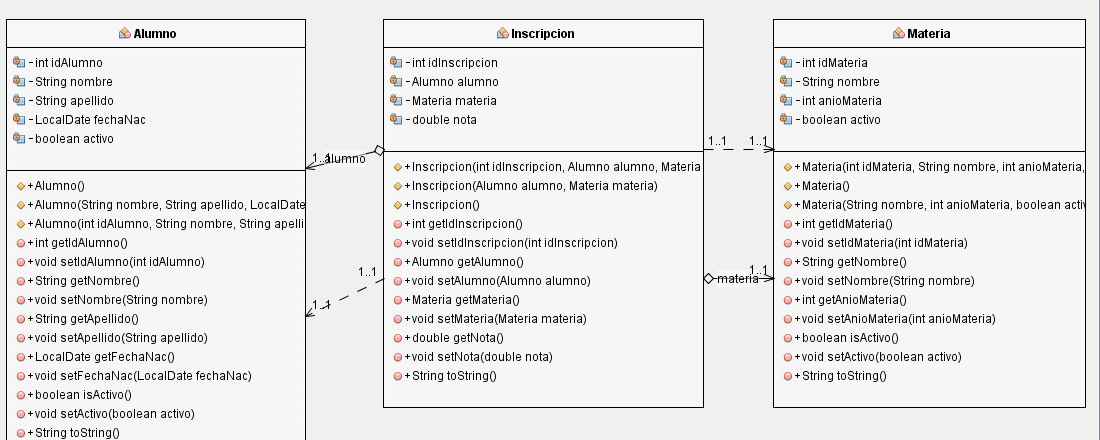 Alumno
-int idAlumno
-String nombre
-String apellido
-LocalDate fechaNac
-boolean activo
+Alumno()
+Alumno(String nombre, String apellido, LocalDate
+Alumno(int idAlumno, String nombre, String apelli
+int getIdAlumno()
+void setIdAlumno(int idAlumno)
+String getNombre()
+void setNombre(String nombre)
+String getApellido()
+void setApellido(String apellido)
+LocalDate getFechaNac()
+void setFechaNac(LocalDate fechaNac)
+boolean isActivo()
+void setActivo(boolean activo)
+String toString()
1..1
alumno
1..1
1..1
Inscripcion
-int idInscripcion
-Alumno alumno
-Materia materia
-double nota
+Inscripcion(int idInscripcion, Alumno alumno, Materia
+Inscripcion(Alumno alumno, Materia materia)
+Inscripcion()
+int getIdInscripcion()
+void setIdInscripcion(int idInscripcion)
+Alumno getAlumno()
+void setAlumno(Alumno alumno)
+Materia getMateria()
+void setMateria(Materia materia)
+double getNota()
+void setNota(double nota)
+String toString()
1..1
1..1
materia
1..1
Materia
-int idMateria
-String nombre
-int anioMateria
-boolean activo
+Materia(int idMateria, String nombre, int anioMateria,
+Materia()
+Materia(String nombre, int anioMateria, boolean activ
+int getIdMateria()
+void setIdMateria(int idMateria)
+String getNombre()
+void setNombre(String nombre)
+int getAnioMateria()
+void setAnioMateria(int anioMateria)
+boolean isActivo()
+void setActivo(boolean activo)
+String toString()